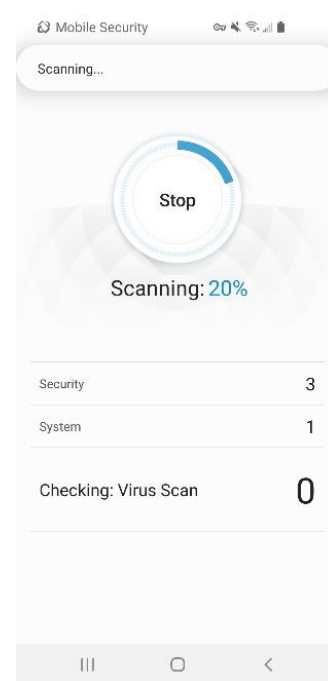 Mobile Security
Scanning...
Stop
Scanning: 20%
Security 3
System 1
Checking: Virus Scan 0